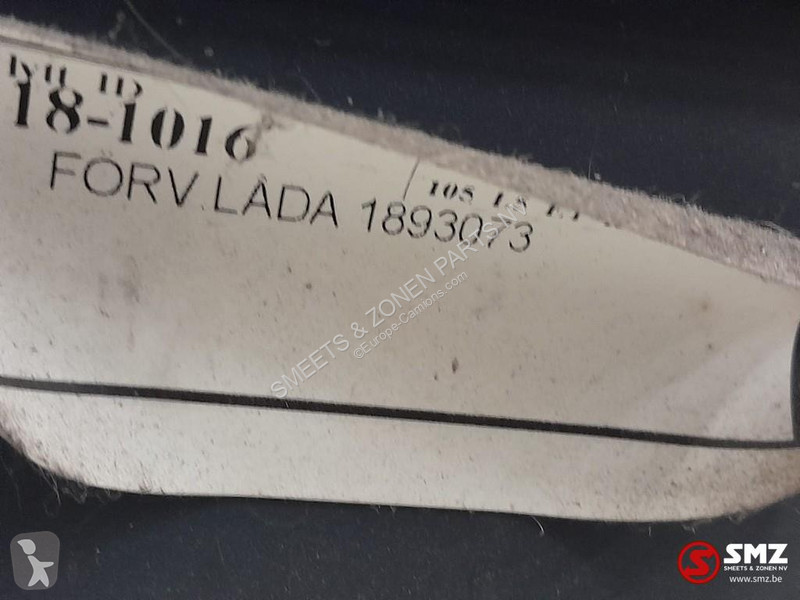 18-1016
FÖRV.LÅDA 1893073
SMEETS & ZONEN PARTS NV
©Europe-Camions.com
SMZ
SMEETS & ZONEN NV
www.smz.be